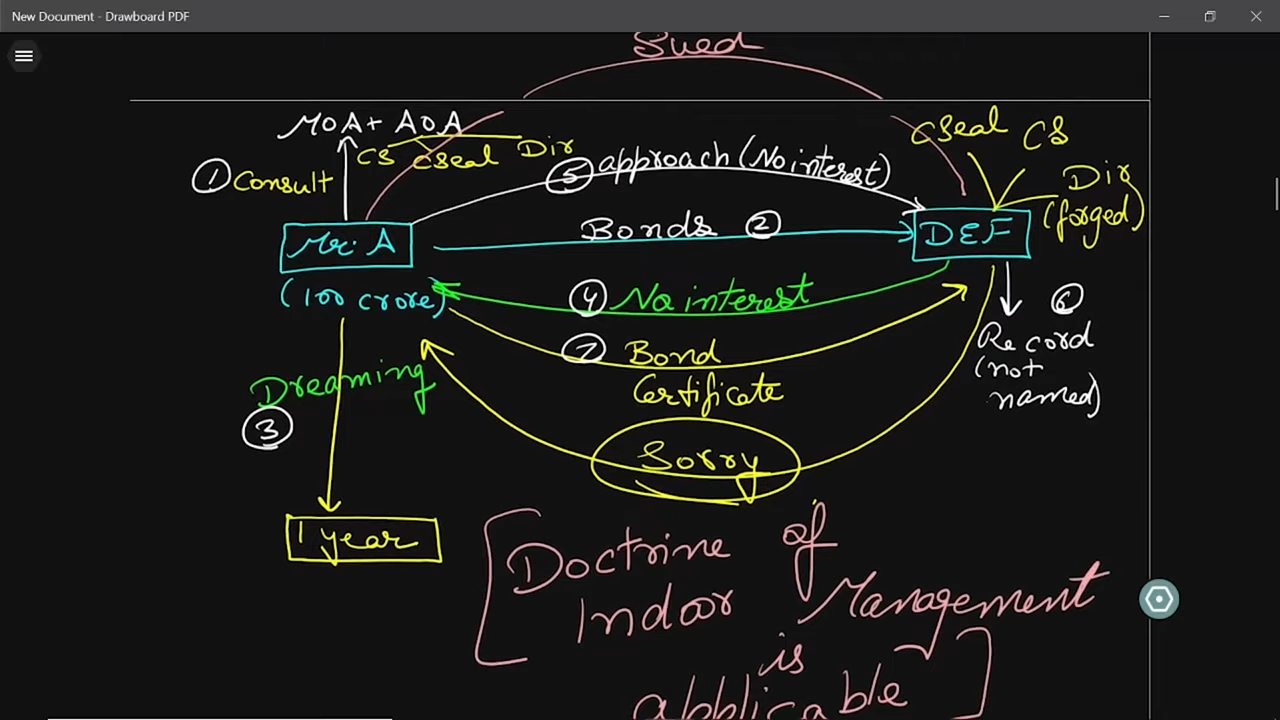 New Document - Drawboard PDF
Sued
MOA + AOA
CS CSeal Dir
① Consult
⑤ approach (No interest)
CSeal CS
Dir
(forged)
Mr. A
Bonds ②
DEF
(100 crore)
④ No interest
⑥
Record
(not
named)
⑦ Bond
Certificate
Dreaming
③
Sorry
1 year
[Doctrine of
Indoor Management
is
applicable]